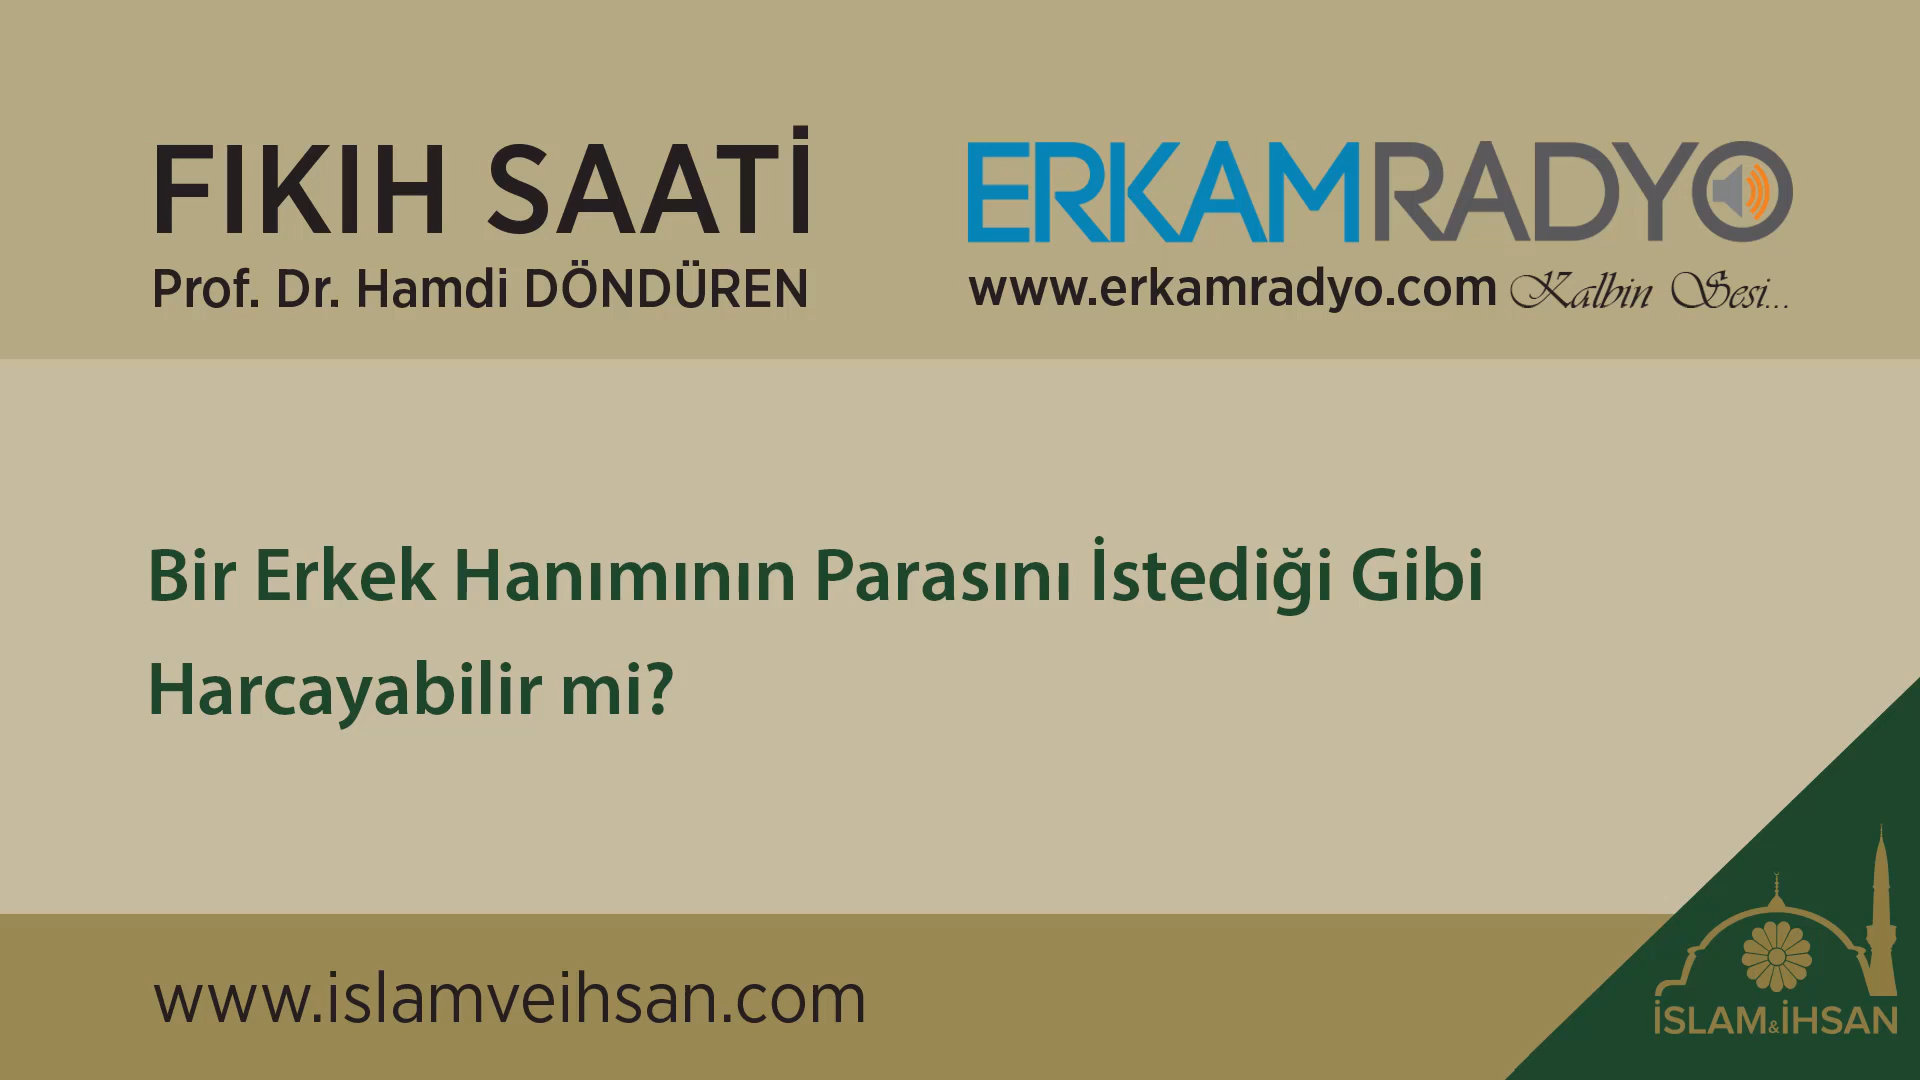 FIKIH SAATİ
Prof. Dr. Hamdi DÖNDÜREN
ERKAMRADYO
www.erkamradyo.com Kalbin Sesi...
Bir Erkek Hanımının Parasını İstediği Gibi
Harcayabilir mi?
www.islamveihsan.com
İSLAM&İHSAN